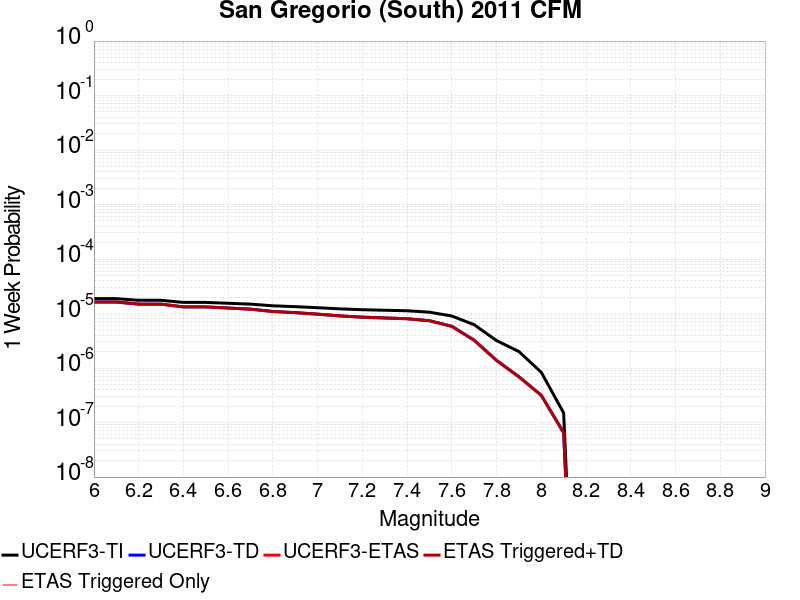 San Gregorio (South) 2011 CFM
10^0
10^-1
10^-2
10^-3
10^-4
10^-5
10^-6
10^-7
10^-8
1 Week Probability
6 6.2 6.4 6.6 6.8 7 7.2 7.4 7.6 7.8 8 8.2 8.4 8.6 8.8 9
Magnitude
UCERF3-TI UCERF3-TD UCERF3-ETAS ETAS Triggered+TD
ETAS Triggered Only